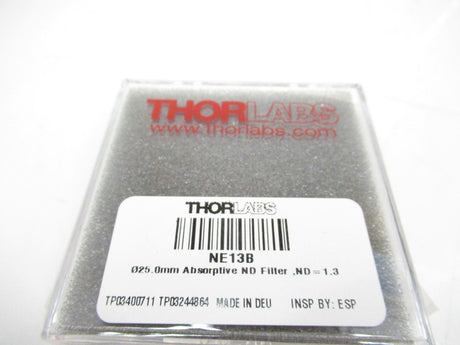 THORLABS
www.thorlabs.com
THORLABS
NE13B
Ø25.0mm Absorptive ND Filter ,ND = 1.3
TP03400711 TP03244864 MADE IN DEU INSP BY: ESP